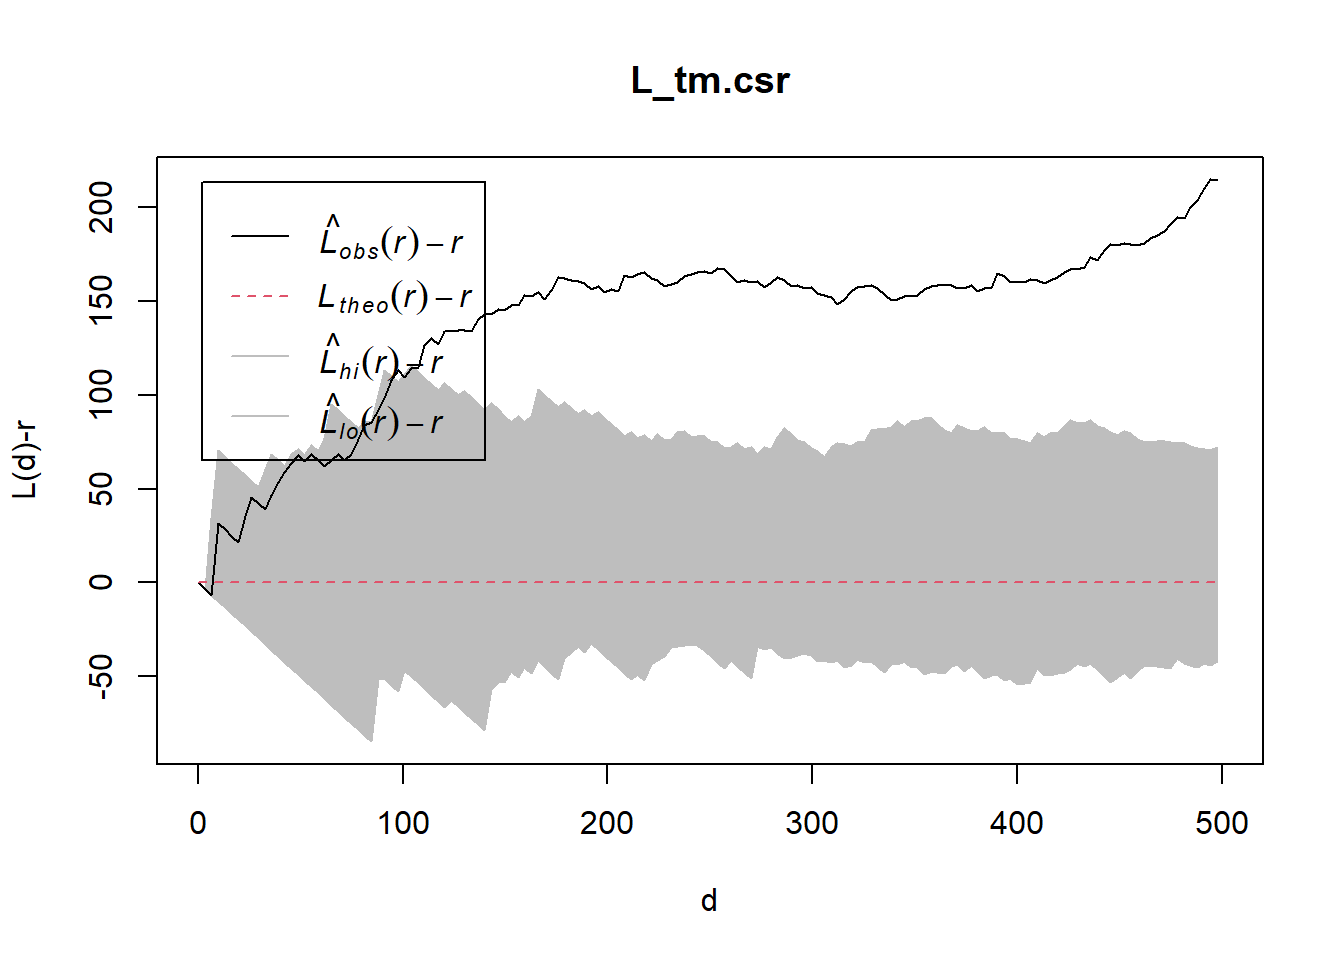 L_tm.csr
L̂obs(r) – r
Ltheo(r) – r
L̂hi(r) – r
L̂lo(r) – r
L(d)-r
200
150
100
50
0
-50
0 100 200 300 400 500
d